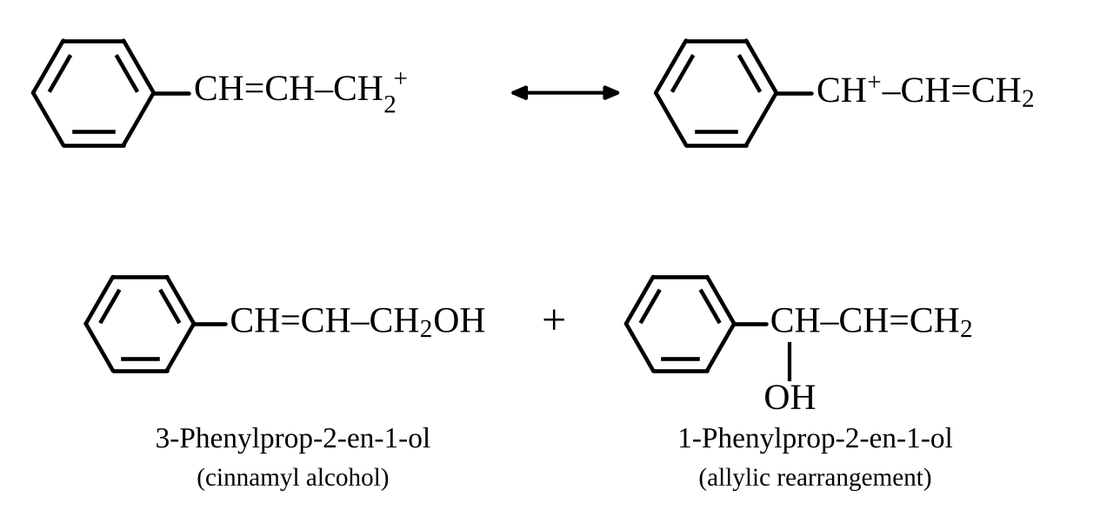 CH=CH–CH₂⁺ CH⁺–CH=CH₂
CH=CH–CH₂OH + CH–CH=CH₂
OH
3-Phenylprop-2-en-1-ol 1-Phenylprop-2-en-1-ol
(cinnamyl alcohol) (allylic rearrangement)